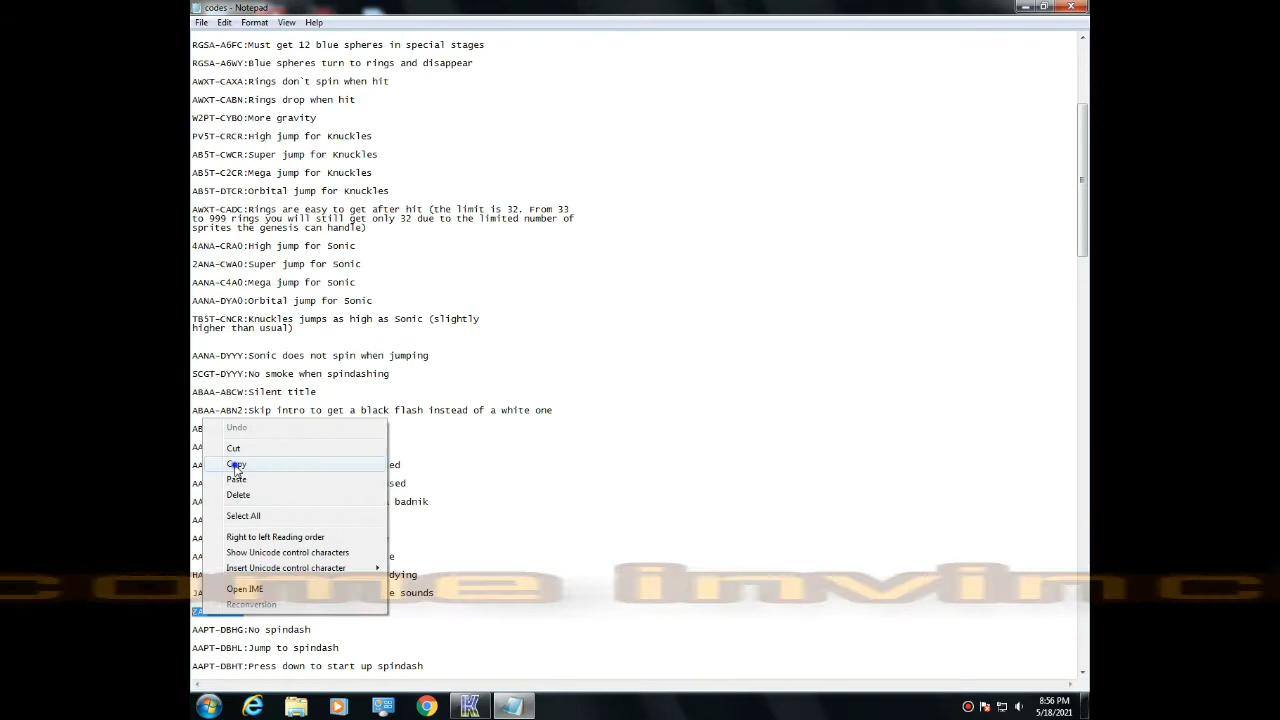 codes - Notepad
File Edit Format View Help
RGSA-A6FC:Must get 12 blue spheres in special stages
RGSA-A6WY:Blue spheres turn to rings and disappear
AWXT-CAXA:Rings don`t spin when hit
AWXT-CABN:Rings drop when hit
W2PT-CYBO:More gravity
PV5T-CRCR:High jump for Knuckles
AB5T-CWCR:Super jump for Knuckles
AB5T-C2CR:Mega jump for Knuckles
AB5T-DTCR:Orbital jump for Knuckles
AWXT-CADC:Rings are easy to get after hit (the limit is 32. From 33
to 999 rings you will still get only 32 due to the limited number of
sprites the genesis can handle)
4ANA-CRA0:High jump for Sonic
2ANA-CWA0:Super jump for Sonic
AANA-C4A0:Mega jump for Sonic
AANA-DYA0:Orbital jump for Sonic
TB5T-CNCR:Knuckles jumps as high as Sonic (slightly
higher than usual)
AANA-DYYY:Sonic does not spin when jumping
SCGT-DYYY:No smoke when spindashing
ABAA-ABCW:Silent title
ABAA-ABN2:Skip intro to get a black flash instead of a white one
Undo
Cut
Copy
Paste
Delete
Select All
Right to left Reading order
Show Unicode control characters
Insert Unicode control character
Open IME
Reconversion
badnik
dying
sounds
ome invinc
AAPT-DBHG:No spindash
AAPT-DBHL:Jump to spindash
AAPT-DBHT:Press down to start up spindash
8:56 PM
5/18/2021